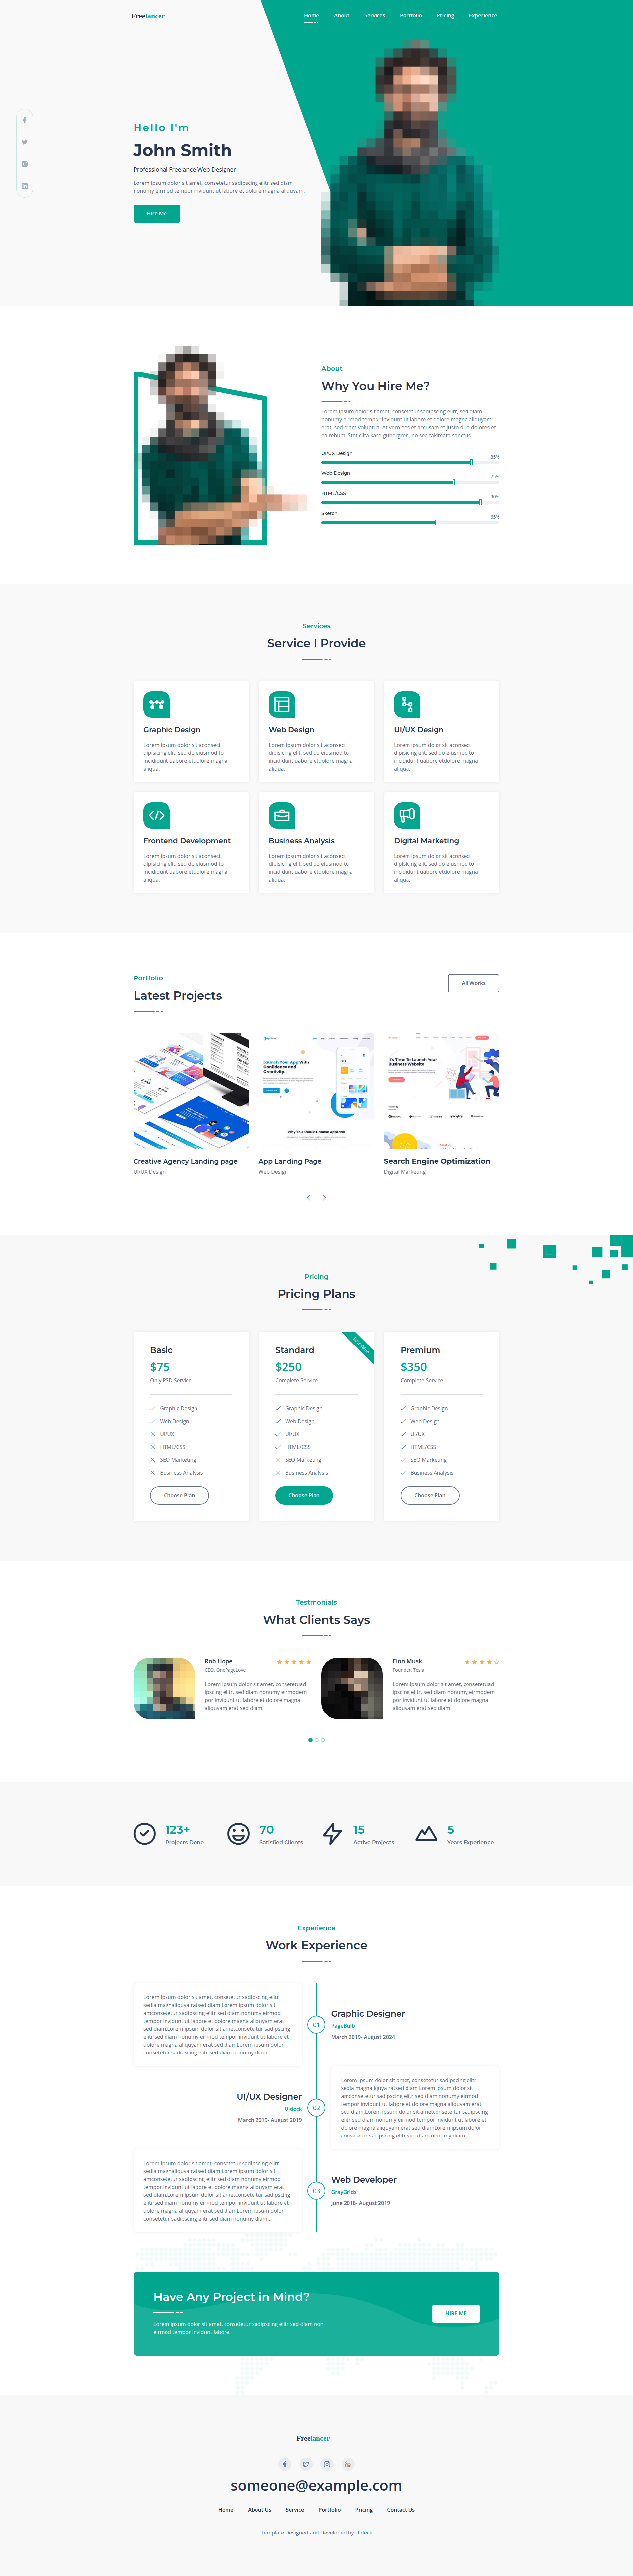 Freelancer
Home About Services Portfolio Pricing Experience
Hello I'm
John Smith
Professional Freelance Web Designer
Lorem ipsum dolor sit amet, consetetur sadipscing elitr sed diam
nonumy eirmod tempor invidunt ut labore et dolore magna aliquyam.
Hire Me
About
Why You Hire Me?
Lorem ipsum dolor sit amet, consetetur sadipscing elitr, sed diam
nonumy eirmod tempor invidunt ut labore et dolore magna aliquyam
erat, sed diam voluptua. At vero eos et accusam et justo duo dolores et
ea rebum. Stet clita kasd gubergren, no sea takimata sanctus.
UI/UX Design
85%
Web Design
75%
HTML/CSS
90%
Sketch
65%
Services
Service I Provide
Graphic Design
Lorem ipsum dolor sit aconsect
dipisicing elit, sed do eiusmod to
incididunt uabore etdolore magna
aliqua.
Web Design
Lorem ipsum dolor sit aconsect
dipisicing elit, sed do eiusmod to
incididunt uabore etdolore magna
aliqua.
UI/UX Design
Lorem ipsum dolor sit aconsect
dipisicing elit, sed do eiusmod to
incididunt uabore etdolore magna
aliqua.
Frontend Development
Lorem ipsum dolor sit aconsect
dipisicing elit, sed do eiusmod to
incididunt uabore etdolore magna
aliqua.
Business Analysis
Lorem ipsum dolor sit aconsect
dipisicing elit, sed do eiusmod to
incididunt uabore etdolore magna
aliqua.
Digital Marketing
Lorem ipsum dolor sit aconsect
dipisicing elit, sed do eiusmod to
incididunt uabore etdolore magna
aliqua.
Portfolio
Latest Projects
All Works
Launch Your App With
Confidence and
Creativity.
Why You Should Choose AppLand
It's Time To Launch Your
Business Website
Creative Agency Landing page
UI/UX Design
App Landing Page
Web Design
Search Engine Optimization
Digital Marketing
Pricing
Pricing Plans
Basic
$75
Only PSD Service
Graphic Design
Web Design
UI/UX
HTML/CSS
SEO Marketing
Business Analysis
Choose Plan
Best Value
Standard
$250
Complete Service
Graphic Design
Web Design
UI/UX
HTML/CSS
SEO Marketing
Business Analysis
Choose Plan
Premium
$350
Complete Service
Graphic Design
Web Design
UI/UX
HTML/CSS
SEO Marketing
Business Analysis
Choose Plan
Testmonials
What Clients Says
Rob Hope
CEO, OnePageLove
Lorem ipsum dolor sit amet, consetetuad
ipscing elitr, sed diam nonumy eirmodem
por invidunt ut labore et dolore magna
aliquyam erat sed diam.
Elon Musk
Founder, Tesla
Lorem ipsum dolor sit amet, consetetuad
ipscing elitr, sed diam nonumy eirmodem
por invidunt ut labore et dolore magna
aliquyam erat sed diam.
123+
Projects Done
70
Satisfied Clients
15
Active Projects
5
Years Experience
Experience
Work Experience
Lorem ipsum dolor sit amet, consetetur sadipscing elitr
sedia magnaliquya ratsed diam Lorem ipsum dolor sit
amconsetetur sadipscing elitr sed diam nonumy eirmod
tempor invidunt ut labore et dolore magna aliquyam erat
sed diam.Lorem ipsum dolor sit ametconsete tur sadipscing
elitr sed diam nonumy eirmod tempor invidunt ut labore et
dolore magna aliquyam erat sed diamLorem ipsum dolor
consetetur sadipscing elitr sed diam nonumy diam...
01
Graphic Designer
PageBulb
March 2019- August 2024
UI/UX Designer
UIdeck
March 2019- August 2019
02
Lorem ipsum dolor sit amet, consetetur sadipscing elitr
sedia magnaliquya ratsed diam Lorem ipsum dolor sit
amconsetetur sadipscing elitr sed diam nonumy eirmod
tempor invidunt ut labore et dolore magna aliquyam erat
sed diam.Lorem ipsum dolor sit ametconsete tur sadipscing
elitr sed diam nonumy eirmod tempor invidunt ut labore et
dolore magna aliquyam erat sed diamLorem ipsum dolor
consetetur sadipscing elitr sed diam nonumy diam...
Lorem ipsum dolor sit amet, consetetur sadipscing elitr
sedia magnaliquya ratsed diam Lorem ipsum dolor sit
amconsetetur sadipscing elitr sed diam nonumy eirmod
tempor invidunt ut labore et dolore magna aliquyam erat
sed diam.Lorem ipsum dolor sit ametconsete tur sadipscing
elitr sed diam nonumy eirmod tempor invidunt ut labore et
dolore magna aliquyam erat sed diamLorem ipsum dolor
consetetur sadipscing elitr sed diam nonumy diam...
03
Web Developer
GrayGrids
June 2018- August 2019
Have Any Project in Mind?
Lorem ipsum dolor sit amet, consetetur sadipscing elitr sed diam non
eirmod tempor invidunt labore.
HIRE ME
Freelancer
someone@example.com
Home About Us Service Portfolio Pricing Contact Us
Template Designed and Developed by UIdeck